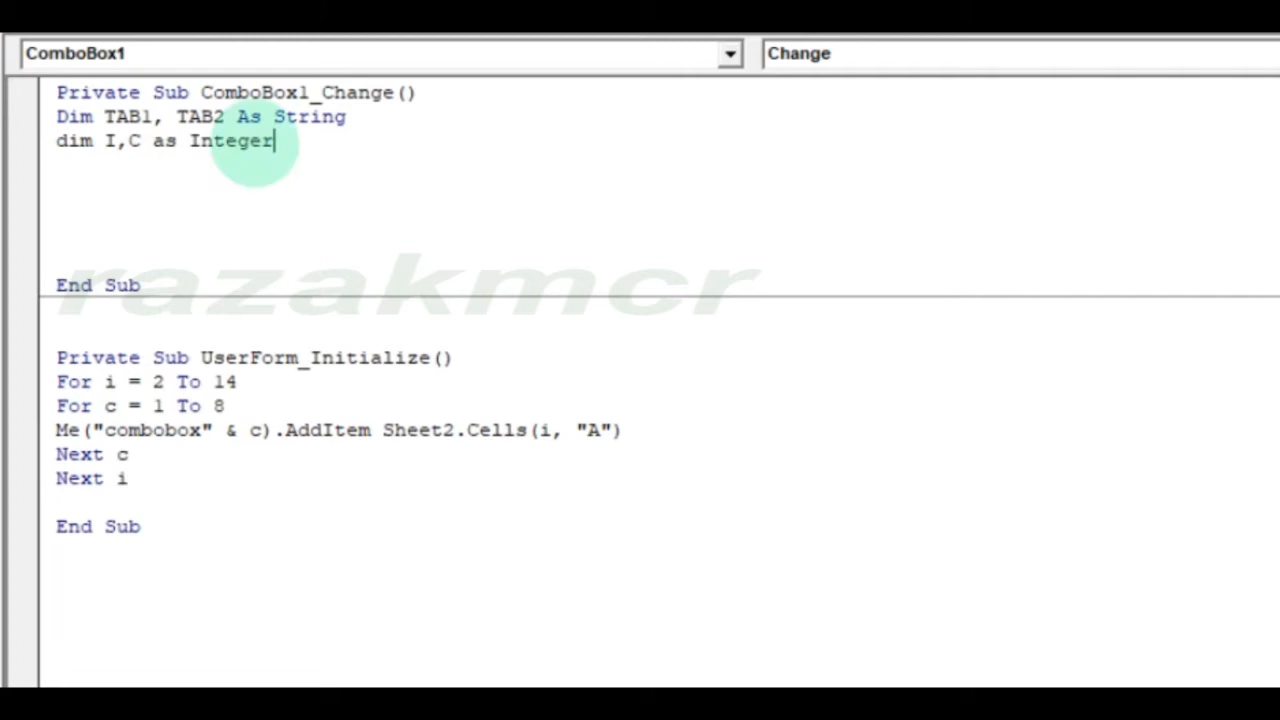 ComboBox1
Change
Private Sub ComboBox1_Change()
Dim TAB1, TAB2 As String
dim I,C as Integer
End Sub
razakmcr
Private Sub UserForm_Initialize()
For i = 2 To 14
For c = 1 To 8
Me("combobox" & c).AddItem Sheet2.Cells(i, "A")
Next c
Next i
End Sub